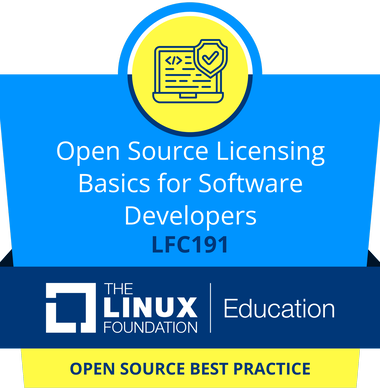 Open Source Licensing
Basics for Software
Developers
LFC191
THE
LINUX
FOUNDATION
Education
OPEN SOURCE BEST PRACTICE